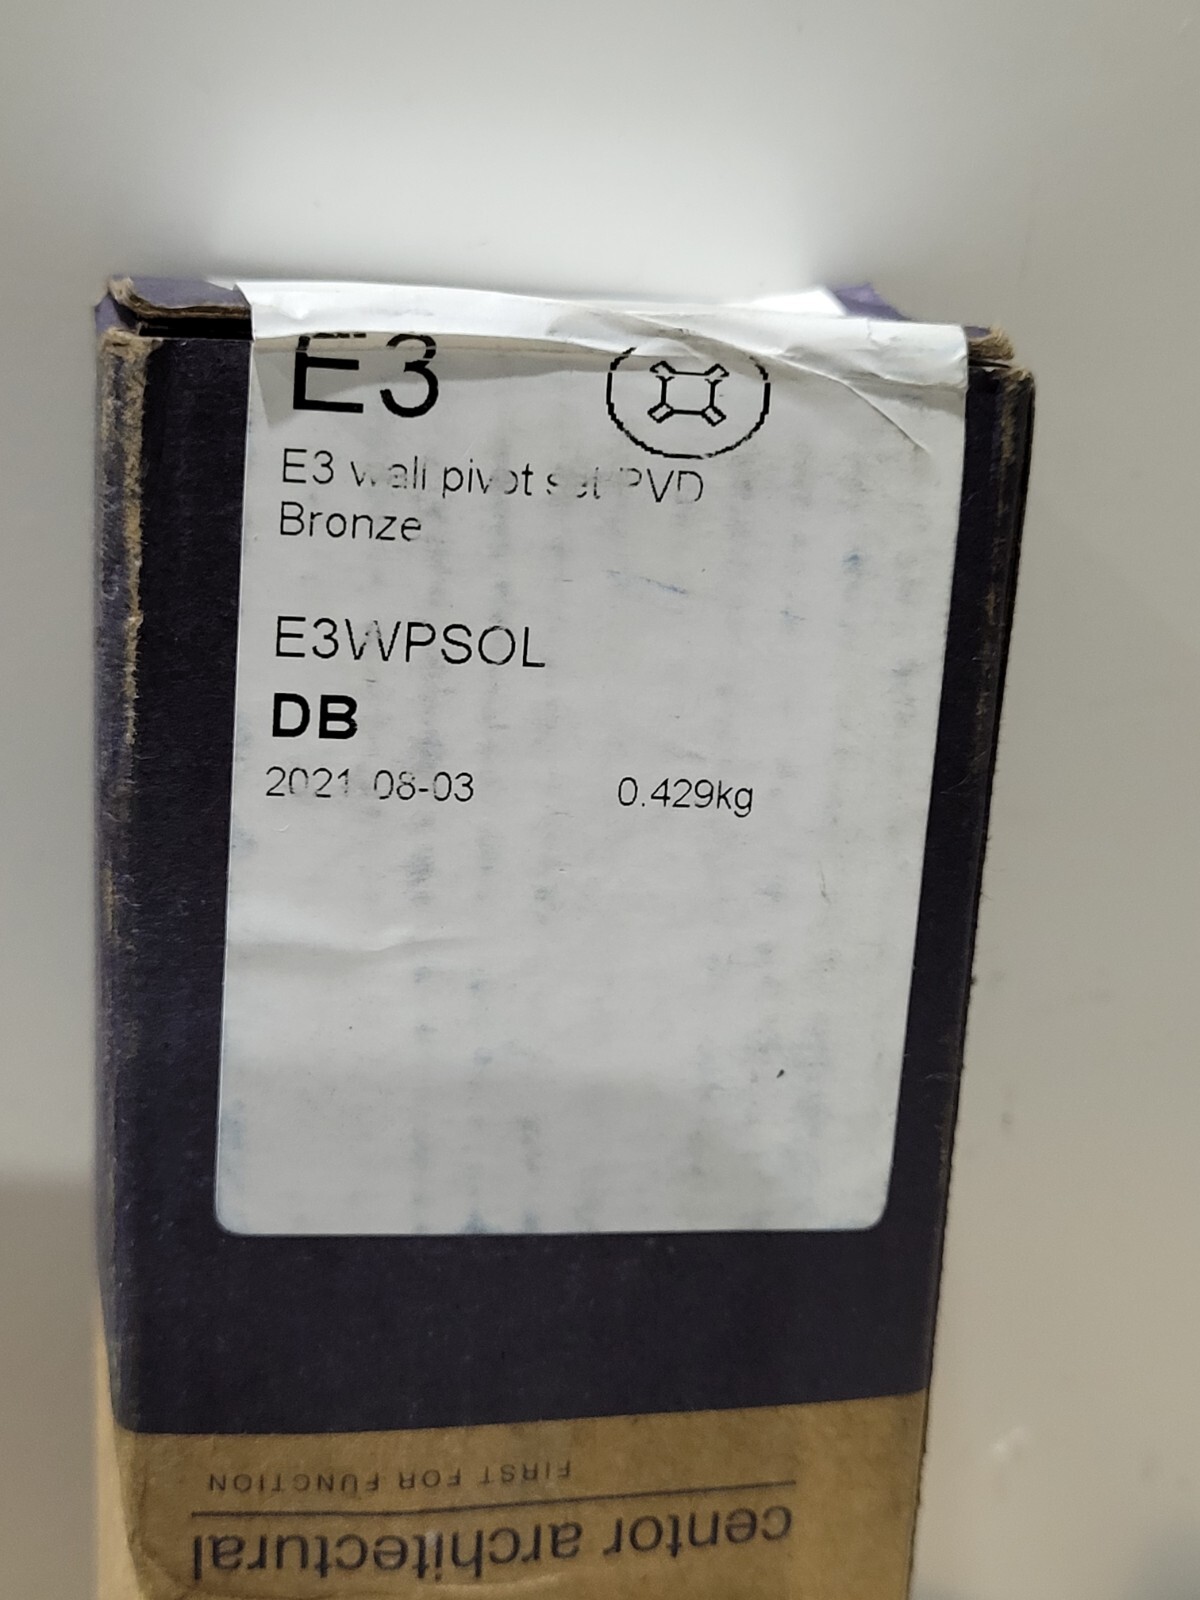 E3
E3 wall pivot set PVD
Bronze
E3WPSOL
DB
2021-08-03 0.429kg
centor architectural
FIRST FOR FUNCTION